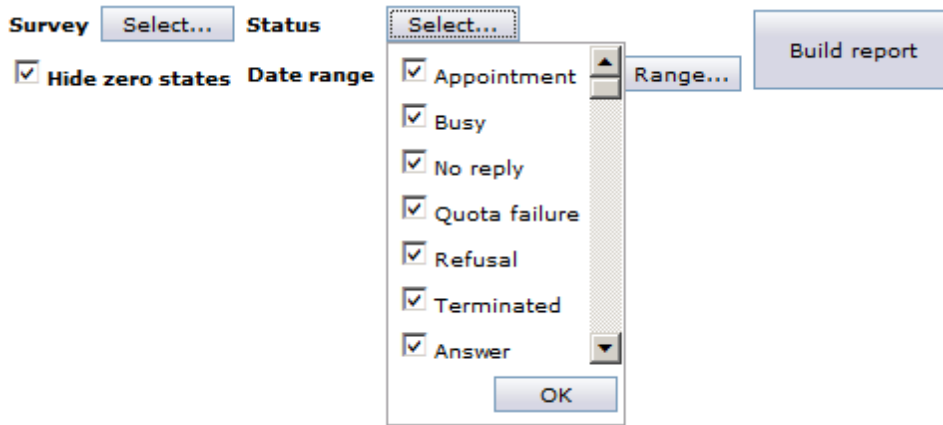 Survey Select... Status Select...
Build report
Hide zero states Date range Range...
Appointment
Busy
No reply
Quota failure
Refusal
Terminated
Answer
OK